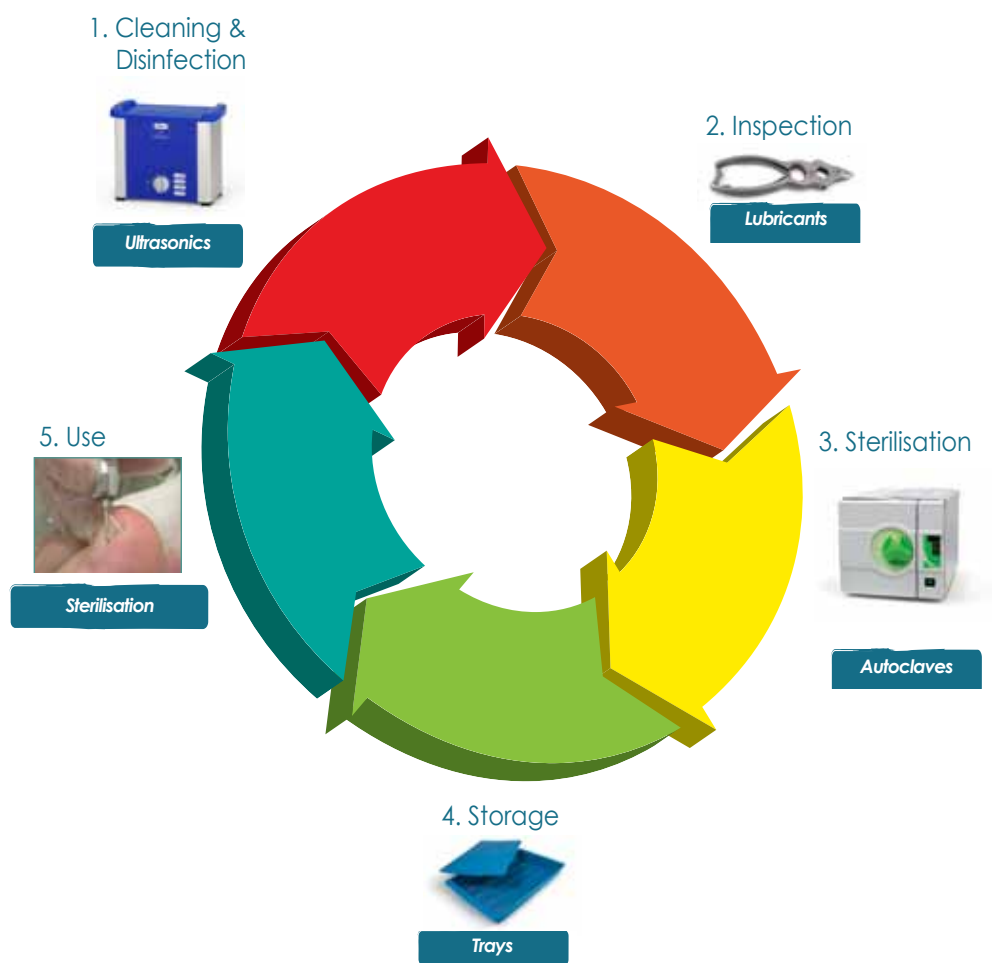 1. Cleaning &
Disinfection
Ultrasonics
2. Inspection
Lubricants
3. Sterilisation
Autoclaves
4. Storage
Trays
5. Use
Sterilisation